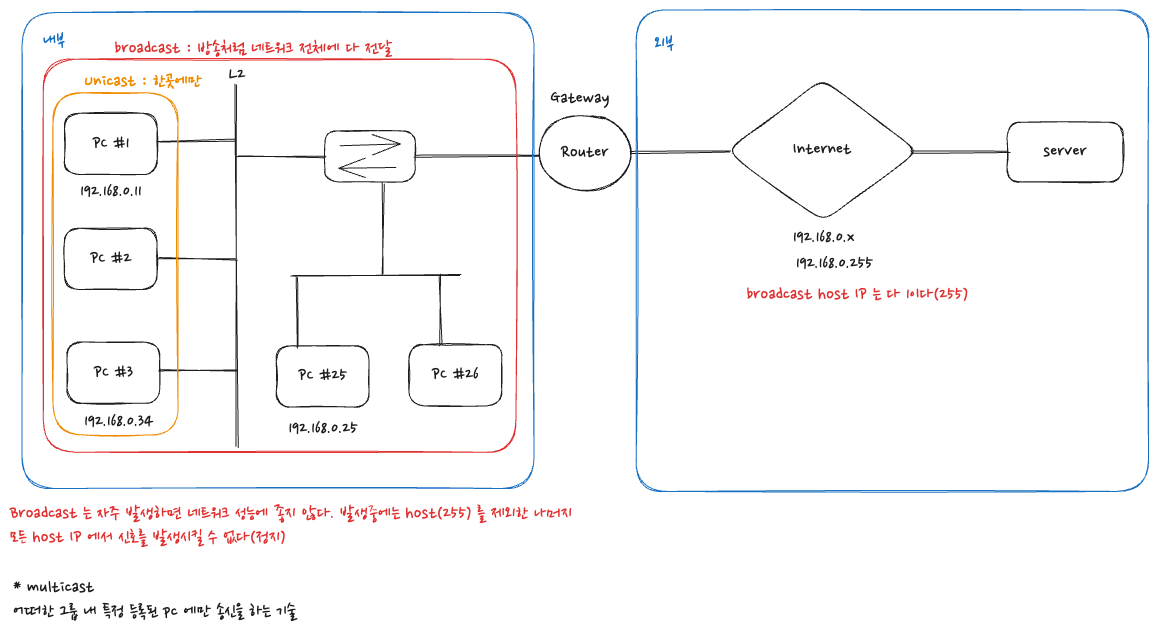 내부
broadcast : 방송처럼 네트워크 전체에 다 전달
unicast : 한곳에만
L2
PC #1
192.168.0.11
PC #2
PC #3
192.168.0.34
PC #25
192.168.0.25
PC #26
Gateway
Router
외부
Internet
server
192.168.0.x
192.168.0.255
broadcast host IP 는 다 1이다(255)
Broadcast 는 자주 발생하면 네트워크 성능에 좋지 않다. 발생중에는 host(255) 를 제외한 나머지
모든 host IP 에서 신호를 발생시킬 수 없다(정지)
* multicast
어떠한 그룹 내 특정 등록된 pc 에만 송신을 하는 기술